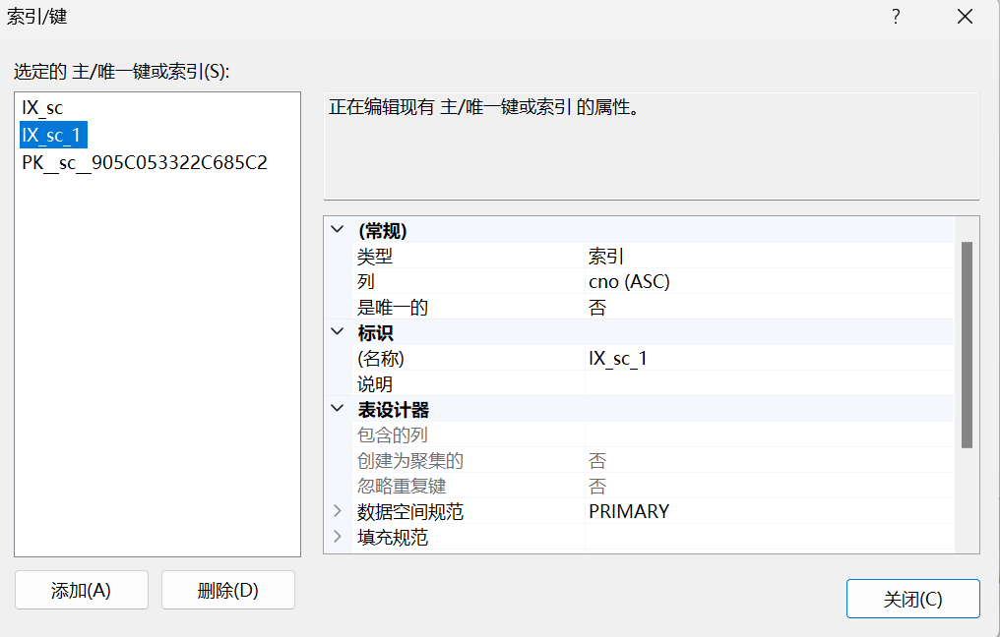 索引/键
?
选定的 主/唯一键或索引(S):
IX_sc
IX_sc_1
PK__sc__905C053322C685C2
正在编辑现有 主/唯一键或索引 的属性。
(常规)
类型 索引
列 cno (ASC)
是唯一的 否
标识
(名称) IX_sc_1
说明
表设计器
包含的列
创建为聚集的 否
忽略重复键 否
数据空间规范 PRIMARY
填充规范
添加(A) 删除(D)
关闭(C)